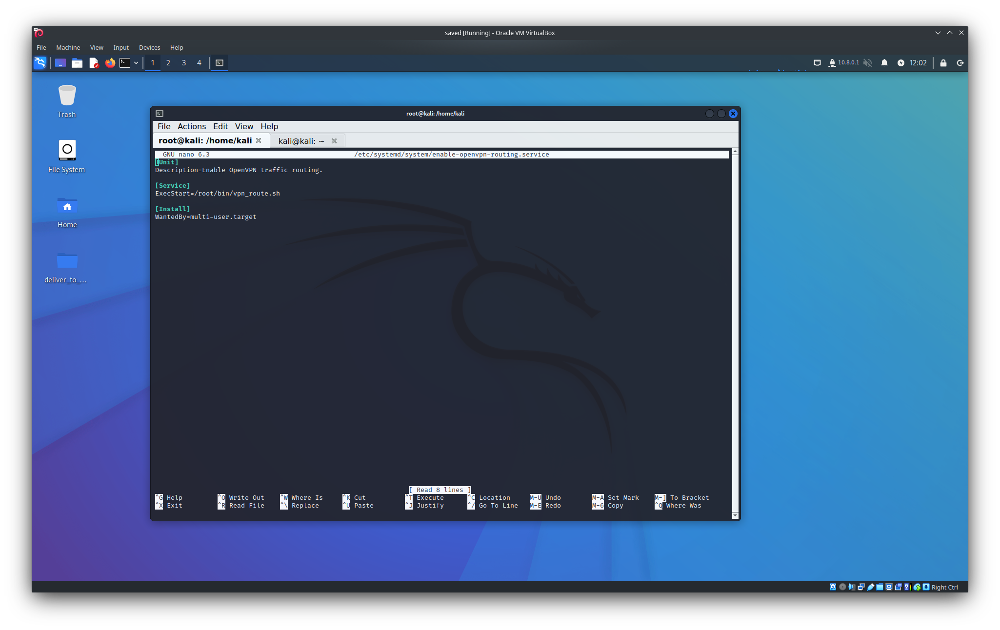 saved [Running] - Oracle VM VirtualBox
File Machine View Input Devices Help
1 2 3 4
10.8.0.1
12:02
Trash
File System
Home
deliver_to_...
root@kali: /home/kali
File Actions Edit View Help
root@kali: /home/kali
kali@kali: ~
GNU nano 6.3 /etc/systemd/system/enable-openvpn-routing.service
[Unit]
Description=Enable OpenVPN traffic routing.
[Service]
ExecStart=/root/bin/vpn_route.sh
[Install]
WantedBy=multi-user.target
[ Read 8 lines ]
^G Help ^O Write Out ^W Where Is ^K Cut ^T Execute ^C Location M-U Undo M-A Set Mark M-] To Bracket
^X Exit ^R Read File ^\ Replace ^U Paste ^J Justify ^/ Go To Line M-E Redo M-6 Copy ^Q Where Was
Right Ctrl